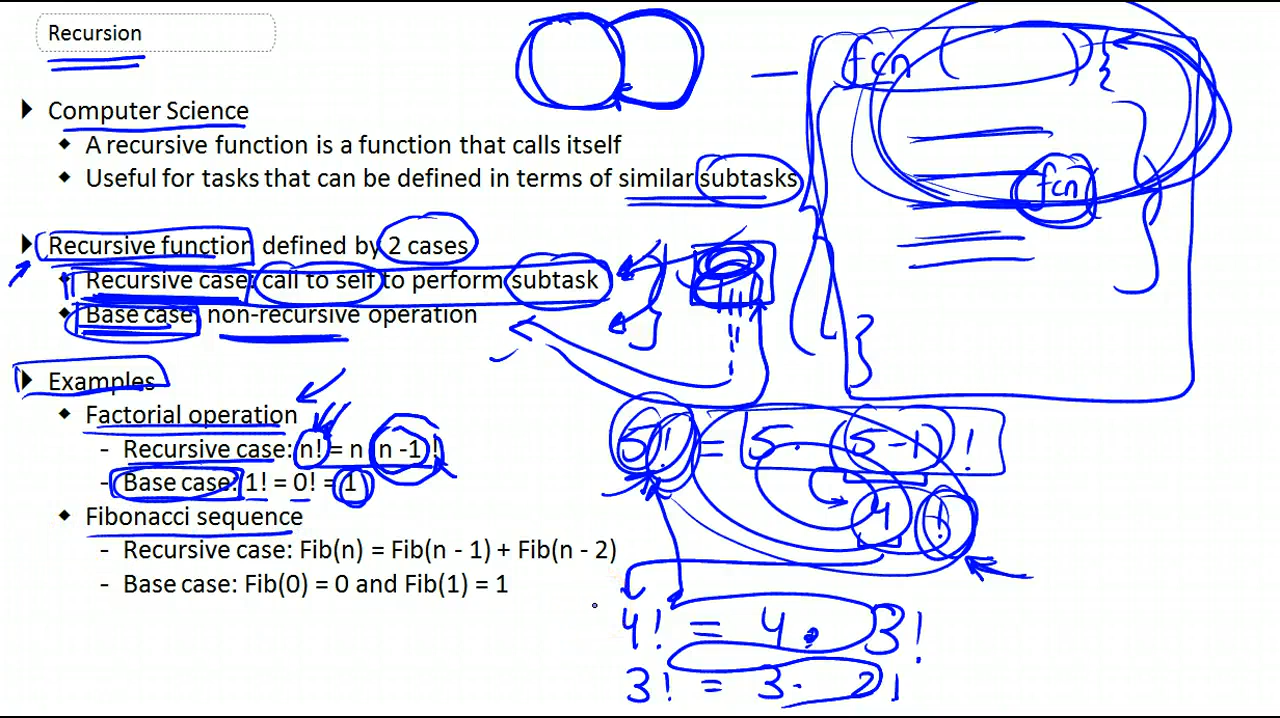 Recursion
Computer Science
A recursive function is a function that calls itself
Useful for tasks that can be defined in terms of similar subtasks
Recursive function defined by 2 cases
Recursive case: call to self to perform subtask
Base case: non-recursive operation
Examples
Factorial operation
- Recursive case: n! = n (n -1)!
- Base case: 1! = 0! = 1
Fibonacci sequence
- Recursive case: Fib(n) = Fib(n - 1) + Fib(n - 2)
- Base case: Fib(0) = 0 and Fib(1) = 1
fcn ( ) {
fcn
}
5! = 5 · (5-1)!
4!
4! = 4 · 3!
3! = 3 · 2!